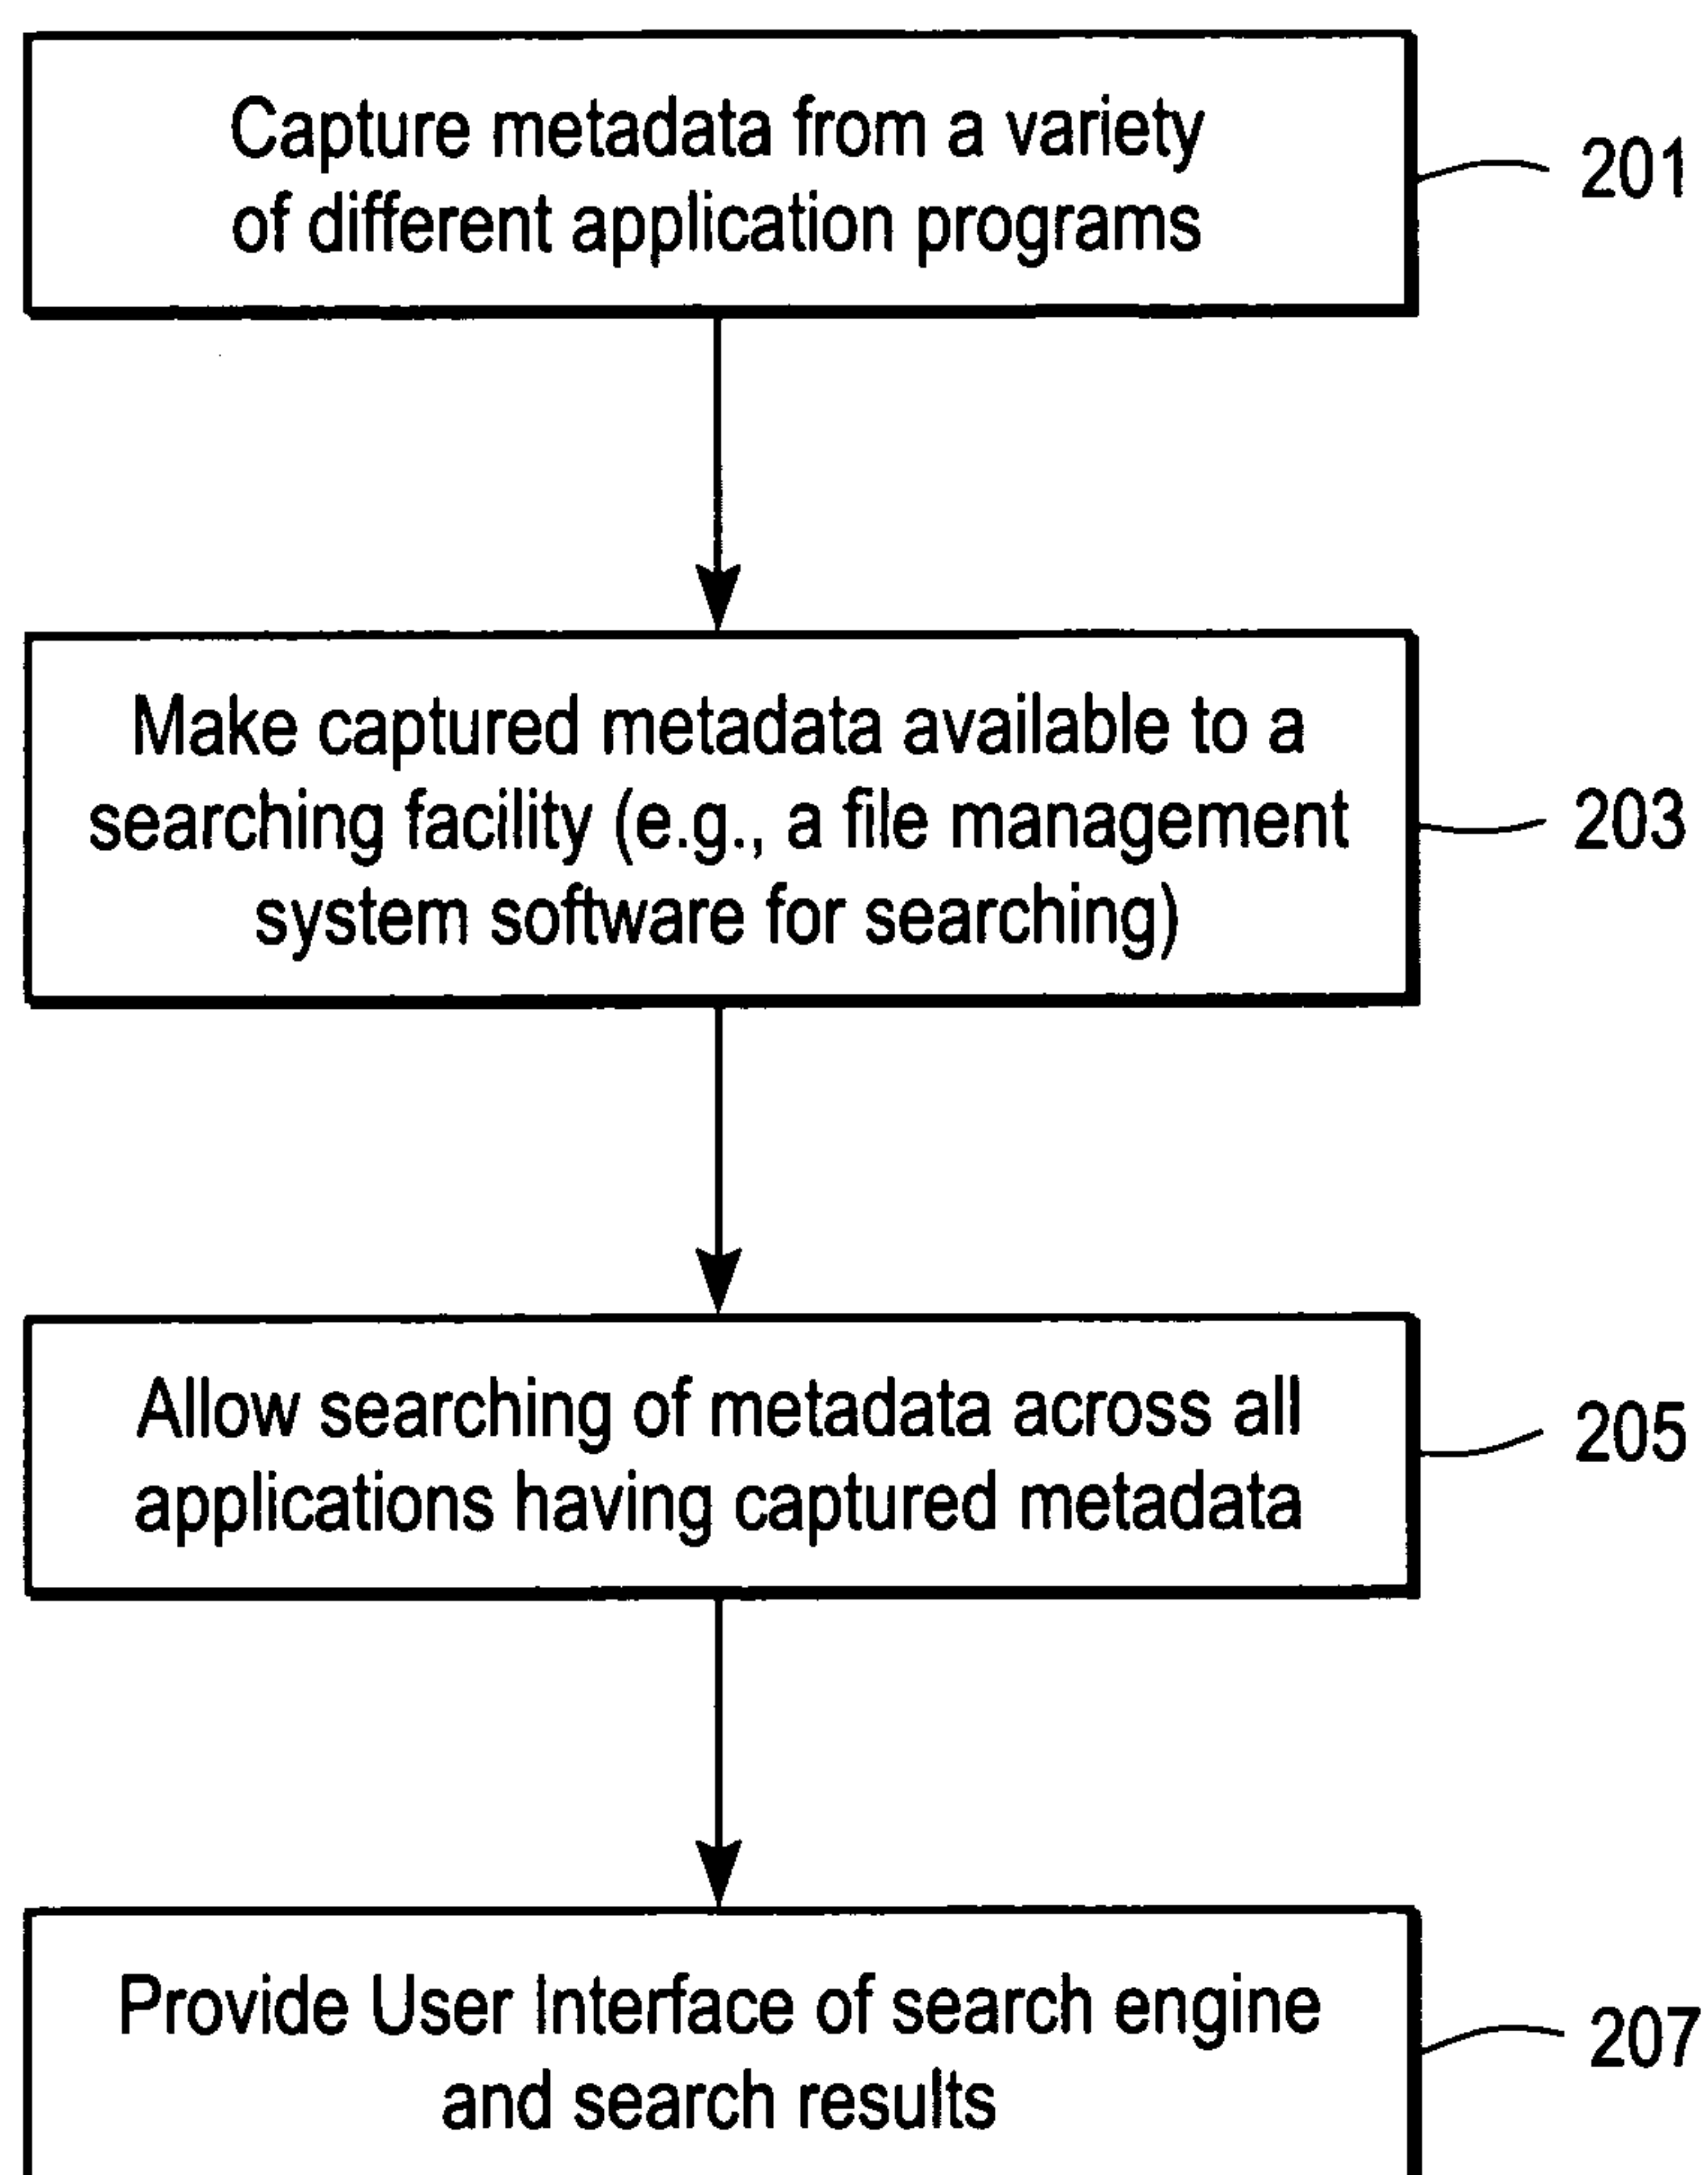 Capture metadata from a variety
of different application programs
201
Make captured metadata available to a
searching facility (e.g., a file management
system software for searching)
203
Allow searching of metadata across all
applications having captured metadata
205
Provide User Interface of search engine
and search results
207